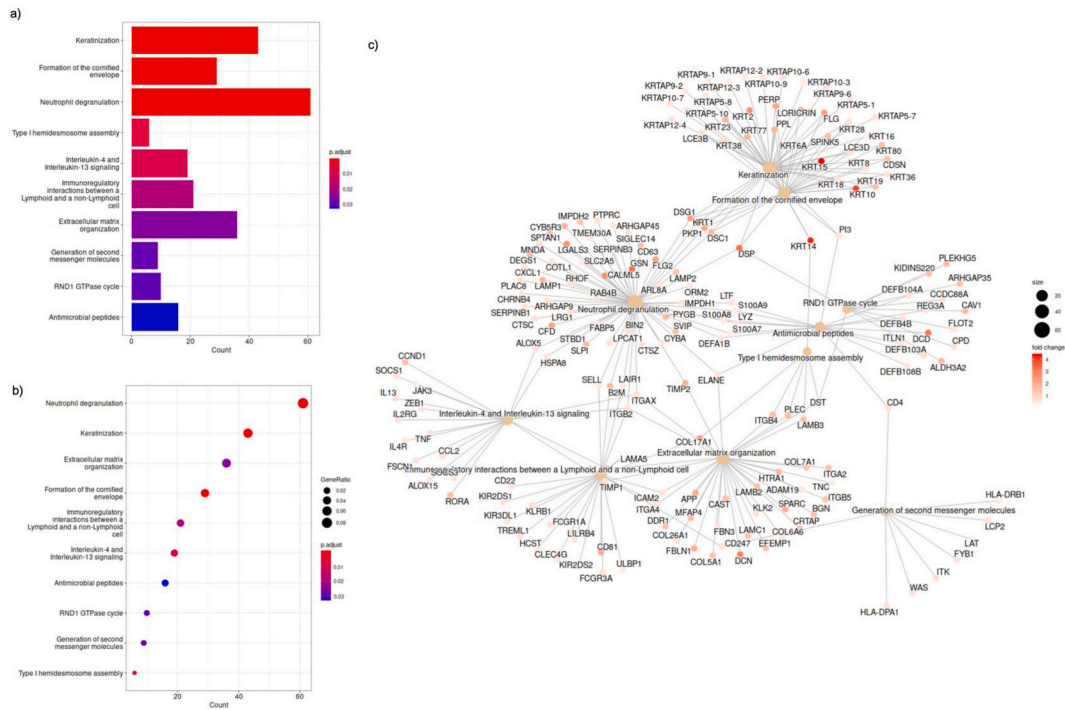 a)
Keratinization
Formation of the cornified
envelope
Neutrophil degranulation
Type I hemidesmosome assembly
Interleukin-4 and
Interleukin-13 signaling
Immunoregulatory
interactions between a
Lymphoid and a non-Lymphoid
cell
Extracellular matrix
organization
Generation of second
messenger molecules
RND1 GTPase cycle
Antimicrobial peptides
0 20 40 60
Count
p.adjust
0.01
0.02
0.03
b)
Neutrophil degranulation
Keratinization
Extracellular matrix
organization
Formation of the cornified
envelope
Immunoregulatory
interactions between a
Lymphoid and a non-Lymphoid
cell
Interleukin-4 and
Interleukin-13 signaling
Antimicrobial peptides
RND1 GTPase cycle
Generation of second
messenger molecules
Type I hemidesmosome assembly
20 40 60
Count
GeneRatio
0.02
0.04
0.06
0.08
p.adjust
0.01
0.02
0.03
c)
KRTAP12-2 KRTAP10-6
KRTAP9-1
KRTAP9-2 KRTAP12-3 KRTAP10-9 KRTAP10-3
KRTAP10-7 KRTAP5-8 PERP KRTAP9-6
KRTAP5-10 KRT2 LORICRIN FLG KRTAP5-1
KRTAP12-4 KRT23 KRT77 PPL KRT28 KRTAP5-7
LCE3B KRT38 KRT6A SPINK5 KRT16
LCE3D KRT80
KRT15 KRT8 CDSN
Keratinization KRT18 KRT19 KRT36
KRT10
Formation of the cornified envelope
DSG1 KRT1
PKP1 DSC1
DSP KRT14 PI3
IMPDH2 PTPRC
CYB5R3 TMEM30A ARHGAP45
SPTAN1 SIGLEC14
MNDA LGALS3 SERPINB3 CD63
DEGS1 SLC2A5 GSN FLG2
CXCL1 COTL1 CALML5 LAMP2
PLAC8 LAMP1 RHOF ARL8A
CHRNB4 RAB4B ORM2 LTF
SERPINB1 ARHGAP9 IMPDH1 S100A9
Neutrophil degranulation
CTSC LRG1 PYGB S100A8 LYZ
CFD FABP5 BIN2 SVIP S100A7
STBD1 LPCAT1 CYBA DEFA1B
ALOX5 SLPI CTSZ
HSPA8
PLEKHG5
KIDINS220 ARHGAP35
DEFB104A CCDC88A
RND1 GTPase cycle REG3A CAV1
Antimicrobial peptides DEFB4B FLOT2
ITLN1 DCD CPD
DEFB103A
Type I hemidesmosome assembly
DEFB108B ALDH3A2
CCND1
SOCS1
IL13 JAK3
ZEB1
IL2RG
IL4R TNF
FSCN1 CCL2
SOCS3
ALOX15
RORA
Interleukin-4 and Interleukin-13 signaling
SELL LAIR1
B2M ITGAX
ITGB2
TIMP2 ELANE
DST CD4
ITGB4 PLEC
LAMB3
COL17A1
LAMA5
Extracellular matrix organization
Immunoregulatory interactions between a Lymphoid and a non-Lymphoid cell
TIMP1
CD22
KIR2DS1
KIR3DL1 KLRB1
TREML1 FCGR1A
HCST LILRB4
CLEC4G CD81
KIR2DS2 ULBP1
FCGR3A
ICAM2
ITGA4 APP CAST
DDR1 MFAP4
COL26A1
FBLN1 FBN3
COL5A1 CD247
DCN
COL7A1
HTRA1 ITGA2
LAMB2 ADAM19 TNC
KLK2 SPARC ITGB5
BGN
LAMC1 CRTAP
COL6A6
EFEMP1
Generation of second messenger molecules
HLA-DRB1
LCP2
LAT
FYB1
ITK
WAS
HLA-DPA1
size
20
40
60
fold change
4
3
2
1